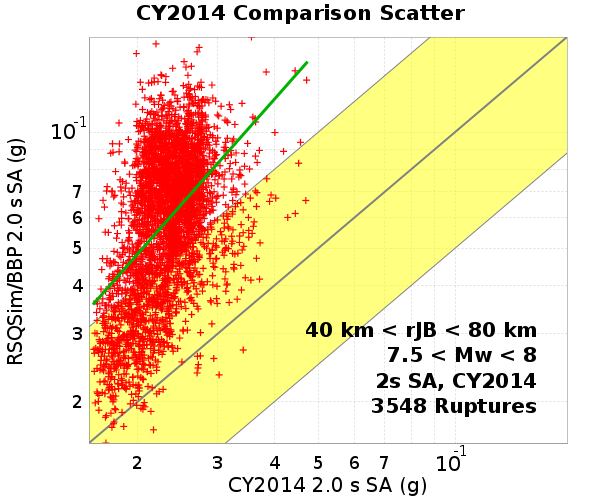 CY2014 Comparison Scatter
RSQSim/BBP 2.0 s SA (g)
10-1
7
6
5
4
3
2
40 km < rJB < 80 km
7.5 < Mw < 8
2s SA, CY2014
3548 Ruptures
2 3 4 5 6 7 10-1
CY2014 2.0 s SA (g)